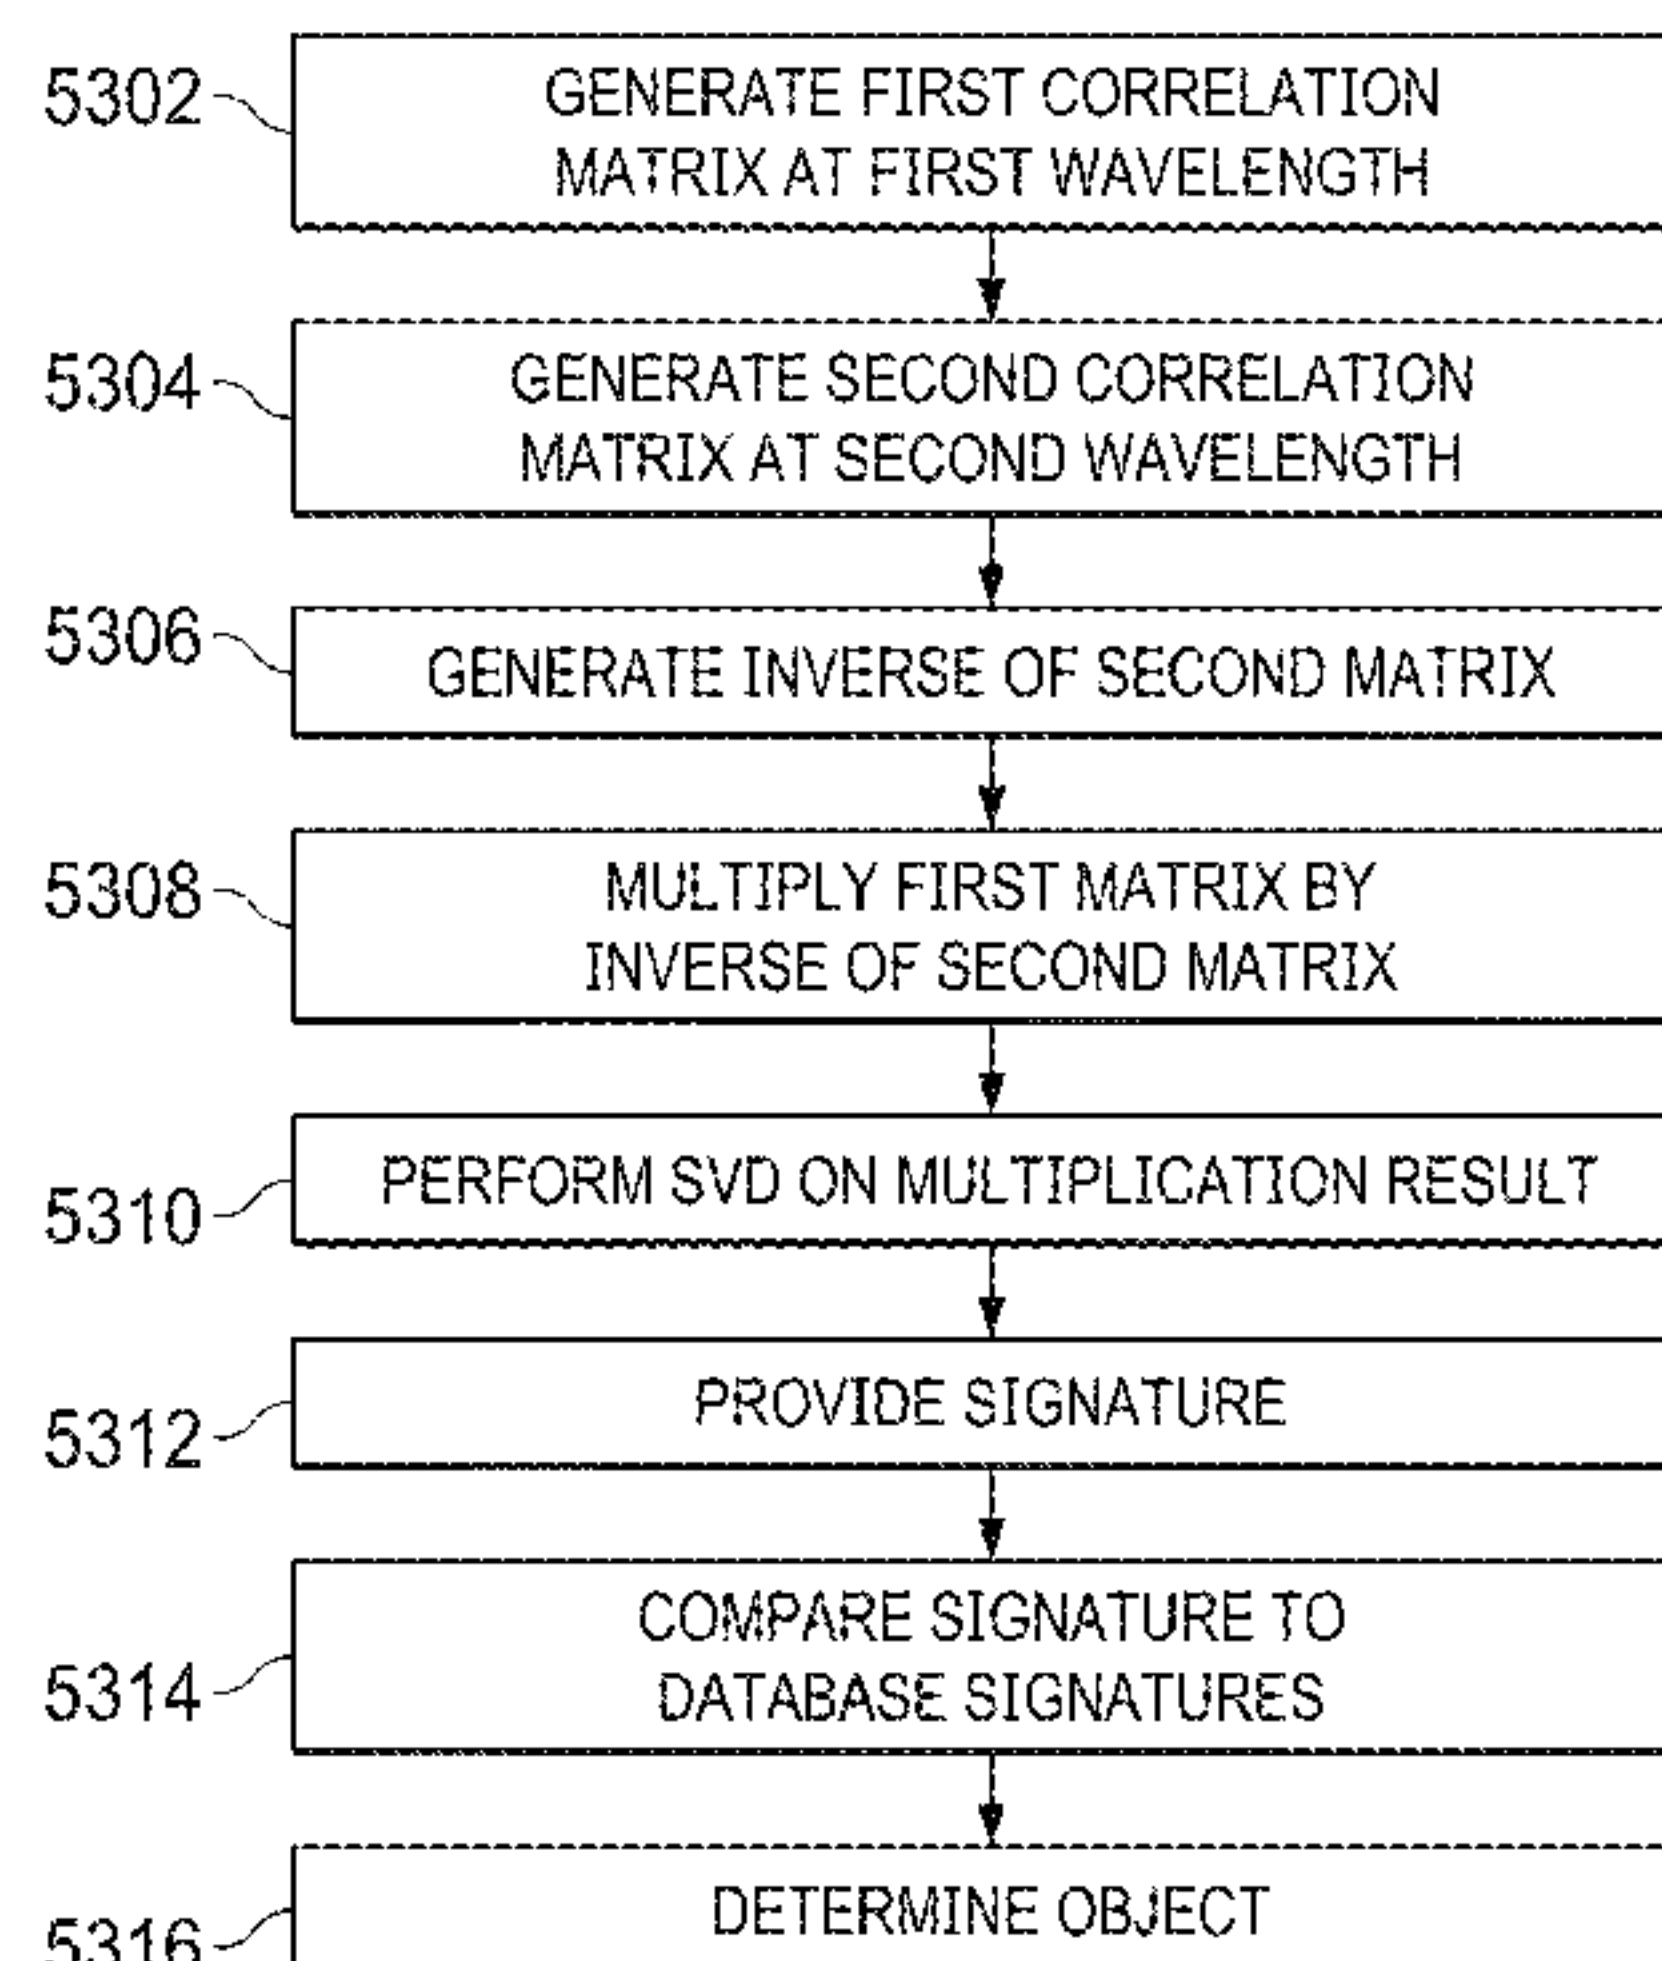 5302
GENERATE FIRST CORRELATION
MATRIX AT FIRST WAVELENGTH
5304
GENERATE SECOND CORRELATION
MATRIX AT SECOND WAVELENGTH
5306
GENERATE INVERSE OF SECOND MATRIX
5308
MULTIPLY FIRST MATRIX BY
INVERSE OF SECOND MATRIX
5310
PERFORM SVD ON MULTIPLICATION RESULT
5312
PROVIDE SIGNATURE
5314
COMPARE SIGNATURE TO
DATABASE SIGNATURES
5316
DETERMINE OBJECT